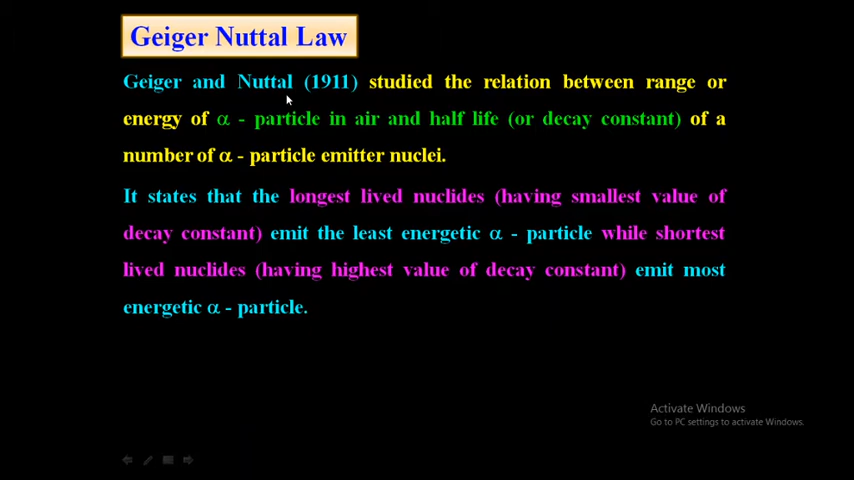 Geiger Nuttal Law
Geiger and Nuttal (1911) studied the relation between range or
energy of α - particle in air and half life (or decay constant) of a
number of α - particle emitter nuclei.
It states that the longest lived nuclides (having smallest value of
decay constant) emit the least energetic α - particle while shortest
lived nuclides (having highest value of decay constant) emit most
energetic α - particle.
Activate Windows
Go to PC settings to activate Windows.